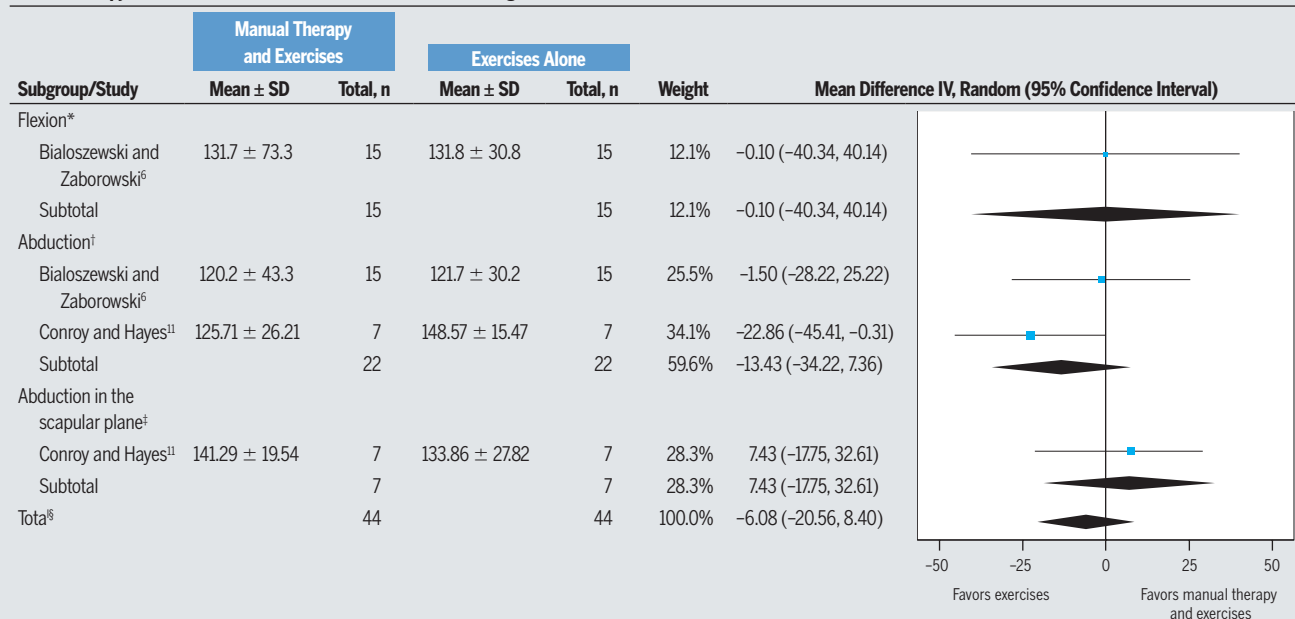 Manual Therapy
and Exercises
Exercises Alone
Subgroup/Study Mean ± SD Total, n Mean ± SD Total, n Weight Mean Difference IV, Random (95% Confidence Interval)
Flexion*
Bialoszewski and 131.7 ± 73.3 15 131.8 ± 30.8 15 12.1% –0.10 (–40.34, 40.14)
Zaborowski⁶
Subtotal 15 15 12.1% –0.10 (–40.34, 40.14)
Abduction†
Bialoszewski and 120.2 ± 43.3 15 121.7 ± 30.2 15 25.5% –1.50 (–28.22, 25.22)
Zaborowski⁶
Conroy and Hayes¹¹ 125.71 ± 26.21 7 148.57 ± 15.47 7 34.1% –22.86 (–45.41, –0.31)
Subtotal 22 22 59.6% –13.43 (–34.22, 7.36)
Abduction in the
scapular plane‡
Conroy and Hayes¹¹ 141.29 ± 19.54 7 133.86 ± 27.82 7 28.3% 7.43 (–17.75, 32.61)
Subtotal 7 7 28.3% 7.43 (–17.75, 32.61)
Total§ 44 44 100.0% –6.08 (–20.56, 8.40)
–50 –25 0 25 50
Favors exercises Favors manual therapy
and exercises